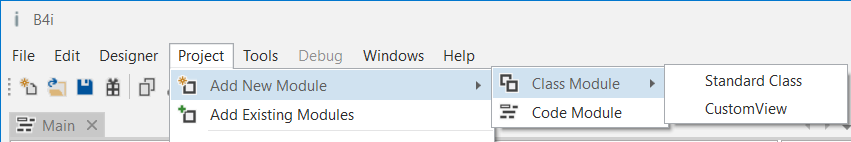 B4i
File Edit Designer Project Tools Debug Windows Help
Add New Module Class Module Standard Class
CustomView
Add Existing Modules Code Module
Main